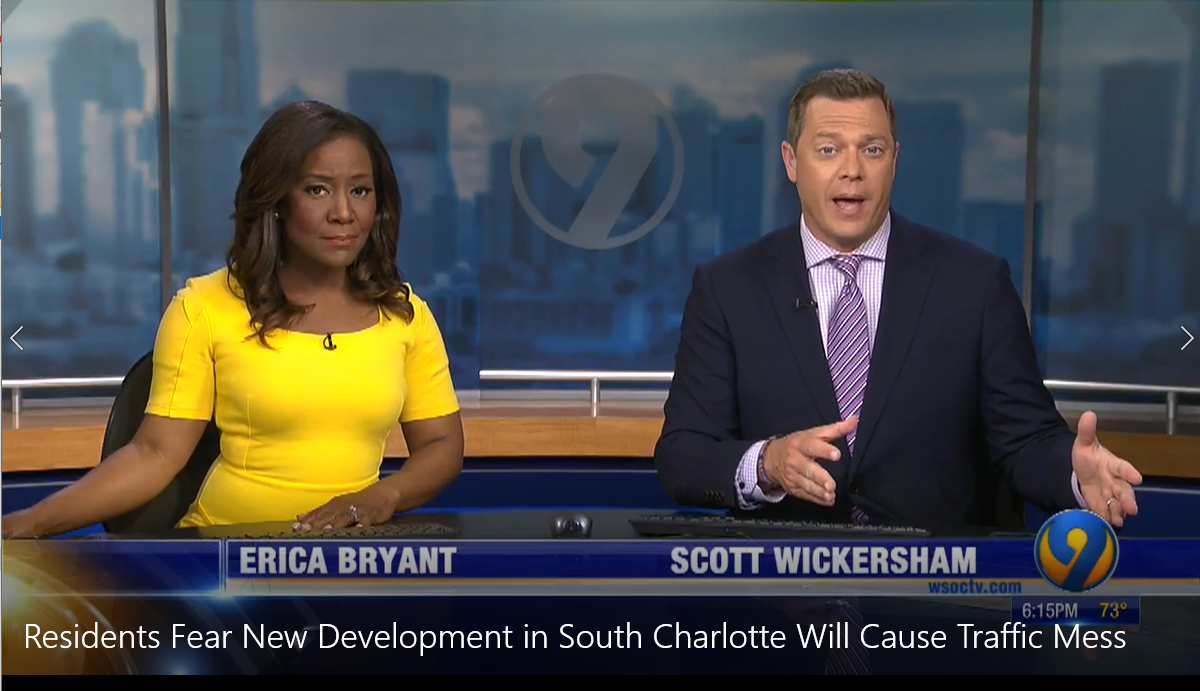 9
ERICA BRYANT
SCOTT WICKERSHAM
9
wsoctv.com
6:15PM 73°
Residents Fear New Development in South Charlotte Will Cause Traffic Mess